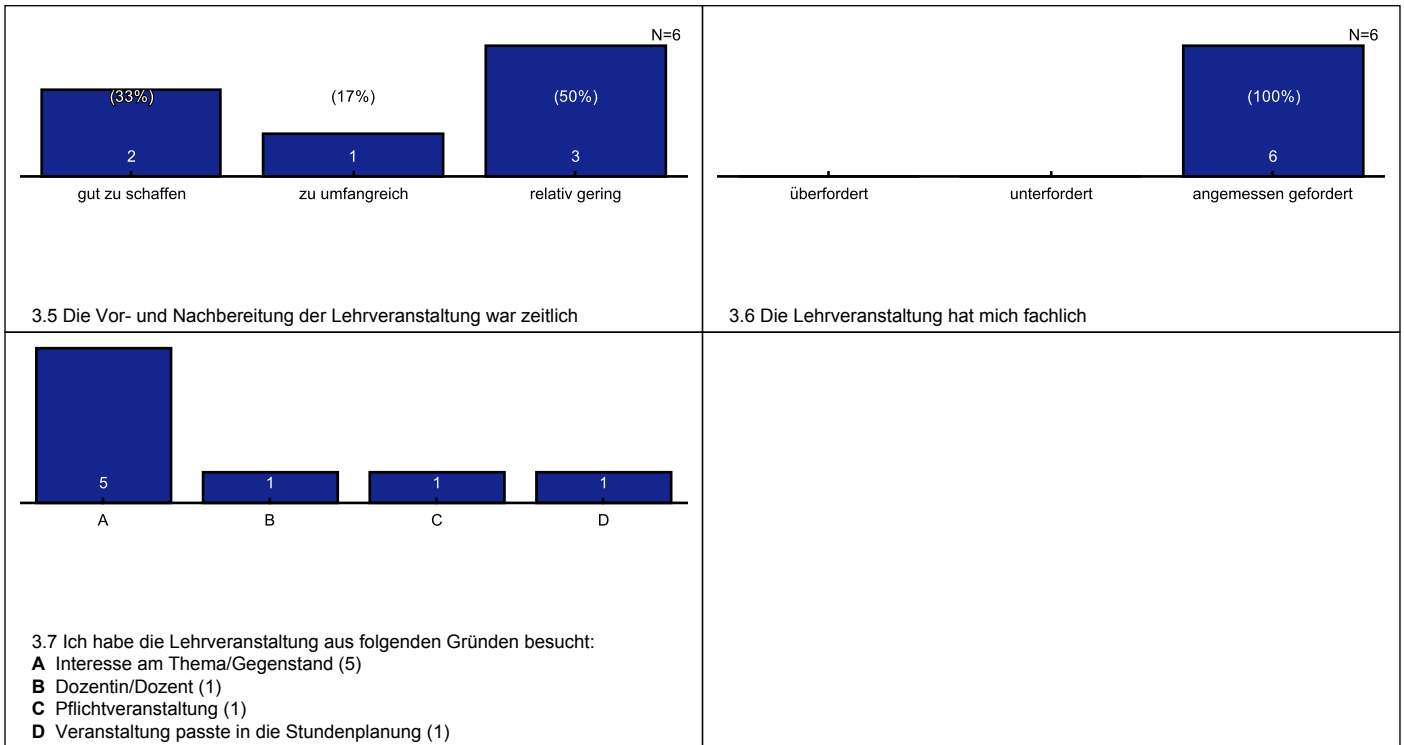 N=6
(33%) (17%) (50%)
2 1 3
gut zu schaffen zu umfangreich relativ gering
3.5 Die Vor- und Nachbereitung der Lehrveranstaltung war zeitlich
N=6
(100%)
6
überfordert unterfordert angemessen gefordert
3.6 Die Lehrveranstaltung hat mich fachlich
5 1 1 1
A B C D
3.7 Ich habe die Lehrveranstaltung aus folgenden Gründen besucht:
A Interesse am Thema/Gegenstand (5)
B Dozentin/Dozent (1)
C Pflichtveranstaltung (1)
D Veranstaltung passte in die Stundenplanung (1)